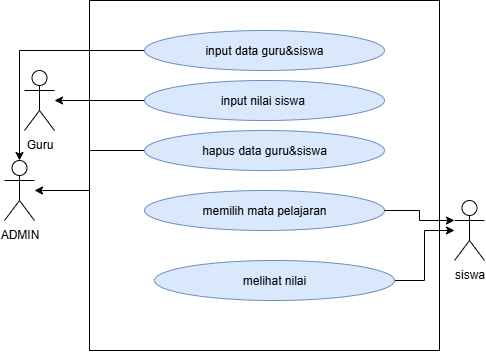 input data guru&siswa
input nilai siswa
Guru
hapus data guru&siswa
ADMIN
memilih mata pelajaran
siswa
melihat nilai